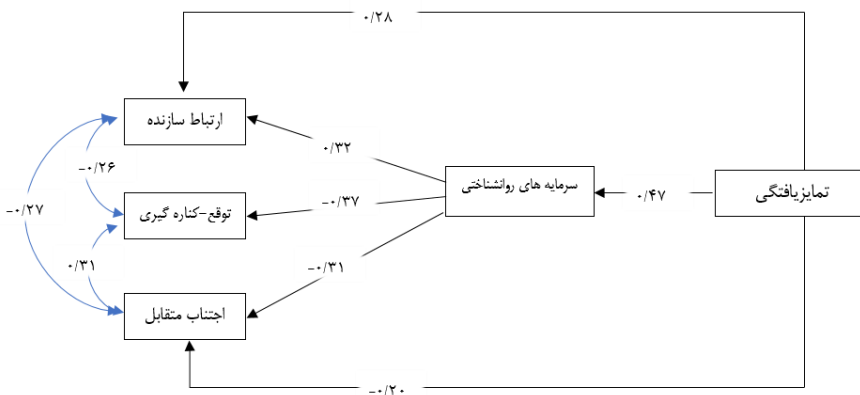 ۰/۲۸
ارتباط سازنده
۰/۳۲
-۰/۲۶
سرمایه های روانشناختی
تمایزیافتگی
۰/۴۷
-۰/۳۷
توقع-کناره گیری
-۰/۲۷
۰/۳۱
-۰/۳۱
اجتناب متقابل
-۰/۲۰